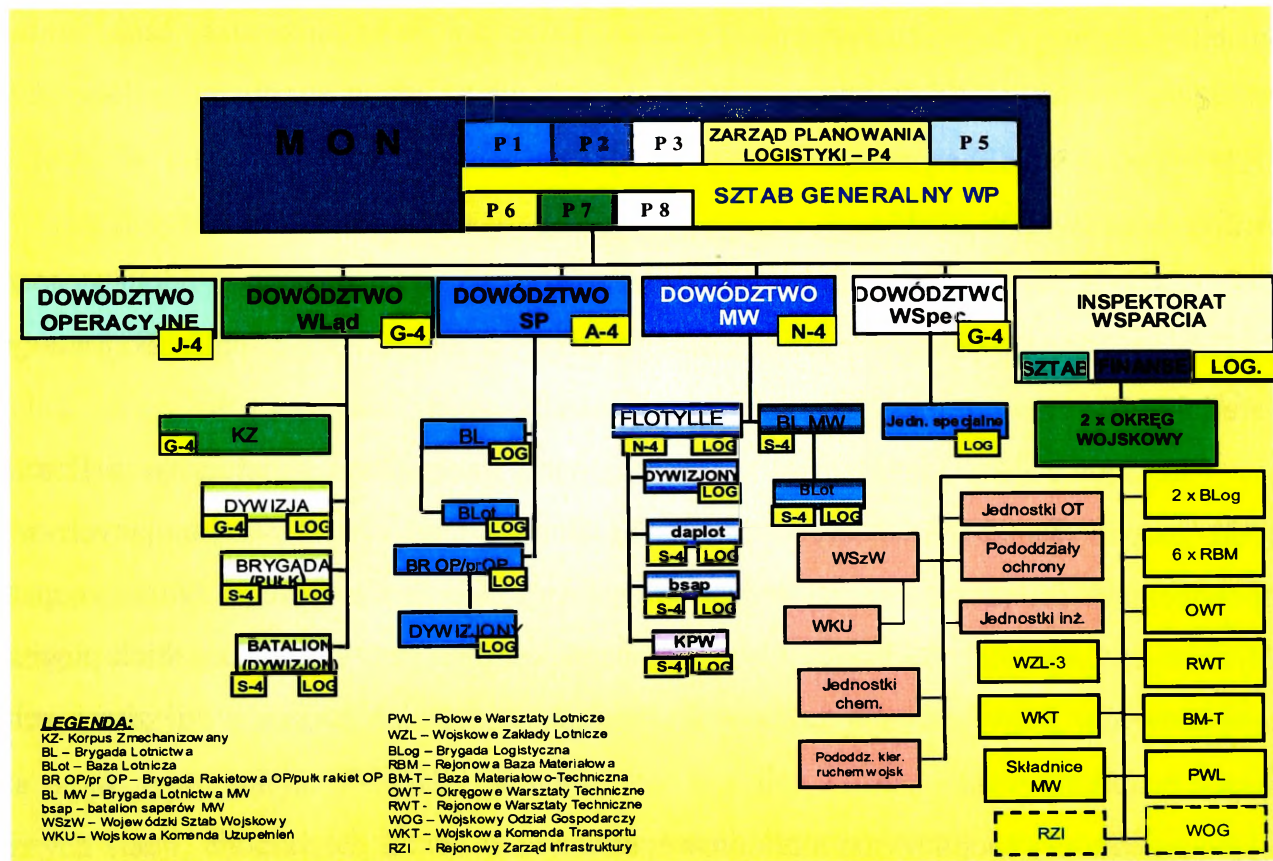 M O N
P 1
P 2
P 3
ZARZĄD PLANOWANIA
LOGISTYKI – P4
P 5
P 6
P 7
P 8
SZTAB GENERALNY WP
DOWÓDZTWO
OPERACYJNE
J-4
DOWÓDZTWO
WLąd
G-4
DOWÓDZTWO
SP
A-4
DOWÓDZTWO
MW
N-4
DOWÓDZTWO
WSpec.
G-4
INSPEKTORAT
WSPARCIA
SZTAB
FINANSE
LOG.
KZ
G-4
DYWIZJA
G-4
LOG
BRYGADA
(PUŁK)
S-4
LOG
BATALION
(DYWIZJON)
S-4
LOG
BL
LOG
BLot
LOG
BR OP/prOP
LOG
DYWIZJONY
LOG
FLOTYLLE
N-4
LOG
DYWIZJONY
LOG
daplot
S-4
LOG
bsap
S-4
LOG
KPW
S-4
LOG
BL MW
S-4
BLot
S-4
LOG
Jedn. specjalne
LOG
2 x OKRĘG
WOJSKOWY
WSzW
WKU
Jednostki
chem.
Pododdz. kier.
ruchem wojsk
Jednostki OT
Pododdziały
ochrony
Jednostki inż.
WZL-3
WKT
Składnice
MW
RZI
2 x BLog
6 x RBM
OWT
RWT
BM-T
PWL
WOG
LEGENDA:
KZ- Korpus Zmechanizowany
BL – Brygada Lotnictwa
BLot – Baza Lotnicza
BR OP/pr OP – Brygada Rakietowa OP/pułk rakiet OP
BL MW – Brygada Lotnictwa MW
bsap – batalion saperów MW
WSzW – Wojewódzki Sztab Wojskowy
WKU – Wojskowa Komenda Uzupełnień
PWL – Polowe Warsztaty Lotnicze
WZL – Wojskowe Zakłady Lotnicze
BLog – Brygada Logistyczna
RBM – Rejonowa Baza Materiałowa
BM-T – Baza Materiałowo-Techniczna
OWT – Okręgowe Warsztaty Techniczne
RWT - Rejonowe Warsztaty Techniczne
WOG – Wojskowy Odział Gospodarczy
WKT – Wojskowa Komenda Transportu
RZI - Rejonowy Zarząd Infrastruktury